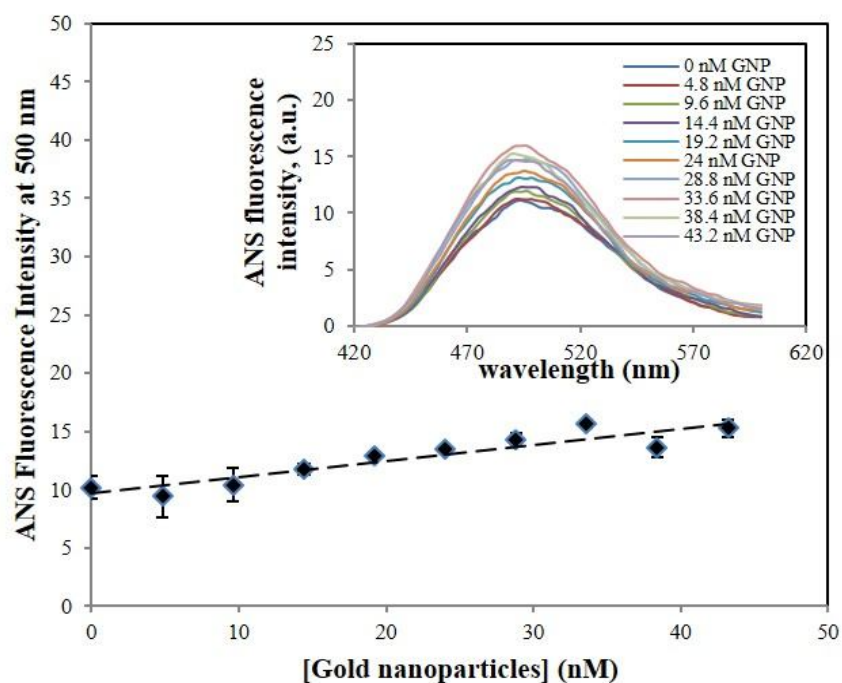 ANS Fluorescence Intensity at 500 nm
50
45
40
35
30
25
20
15
10
5
0
0 10 20 30 40 50
[Gold nanoparticles] (nM)
ANS fluorescence
intensity, (a.u.)
25
20
15
10
5
0
420 470 520 570 620
wavelength (nm)
0 nM GNP
4.8 nM GNP
9.6 nM GNP
14.4 nM GNP
19.2 nM GNP
24 nM GNP
28.8 nM GNP
33.6 nM GNP
38.4 nM GNP
43.2 nM GNP